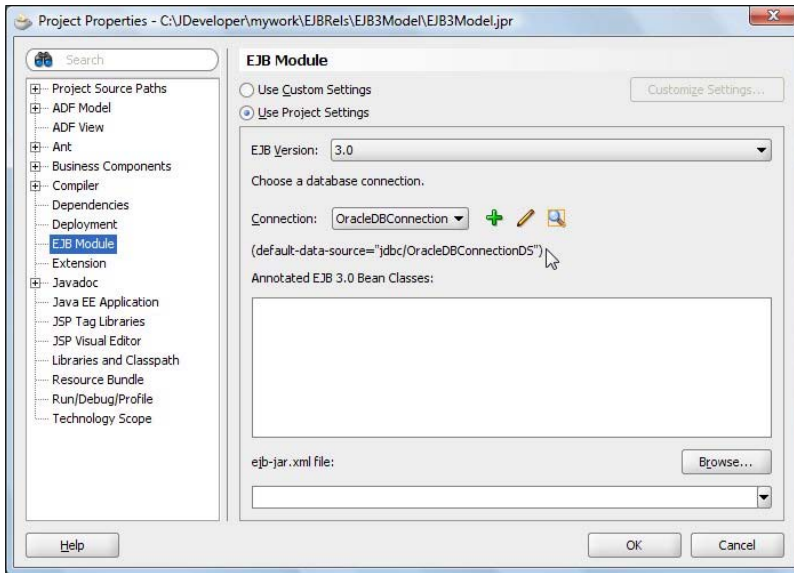 Project Properties - C:\JDeveloper\mywork\EJBRels\EJB3Model\EJB3Model.jpr
Search
Project Source Paths
ADF Model
ADF View
Ant
Business Components
Compiler
Dependencies
Deployment
EJB Module
Extension
Javadoc
Java EE Application
JSP Tag Libraries
JSP Visual Editor
Libraries and Classpath
Resource Bundle
Run/Debug/Profile
Technology Scope
EJB Module
Use Custom Settings
Customize Settings...
Use Project Settings
EJB Version: 3.0
Choose a database connection.
Connection: OracleDBConnection
(default-data-source="jdbc/OracleDBConnectionDS")
Annotated EJB 3.0 Bean Classes:
ejb-jar.xml file:
Browse...
Help
OK
Cancel